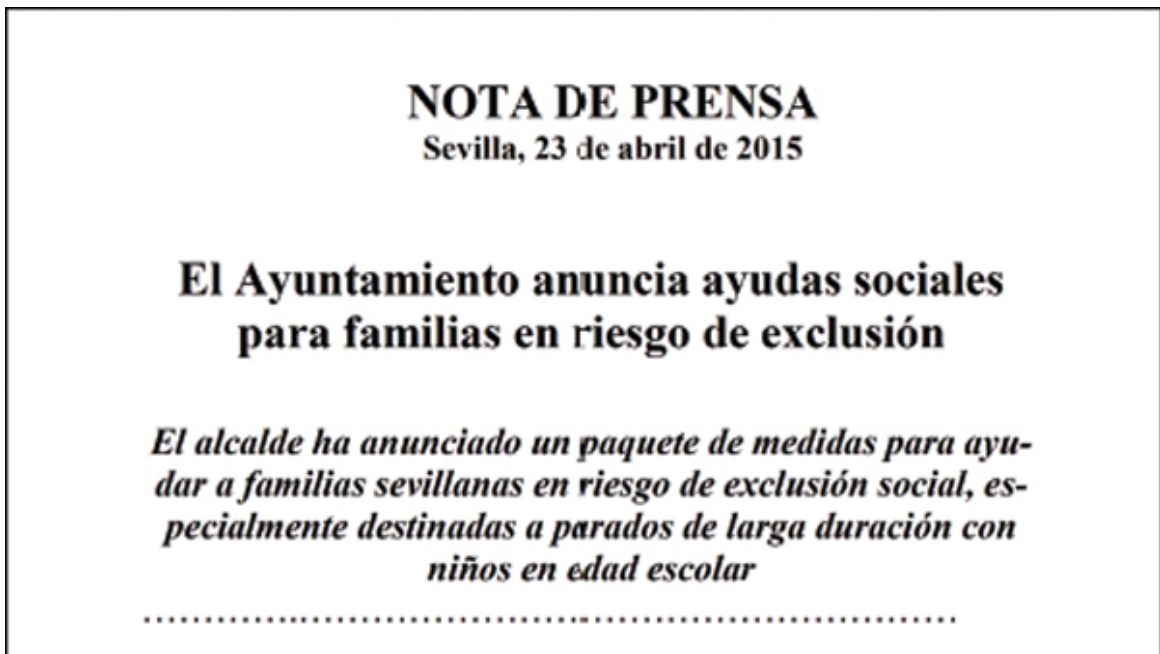 NOTA DE PRENSA
Sevilla, 23 de abril de 2015
El Ayuntamiento anuncia ayudas sociales
para familias en riesgo de exclusión
El alcalde ha anunciado un paquete de medidas para ayu-
dar a familias sevillanas en riesgo de exclusión social, es-
pecialmente destinadas a parados de larga duración con
niños en edad escolar